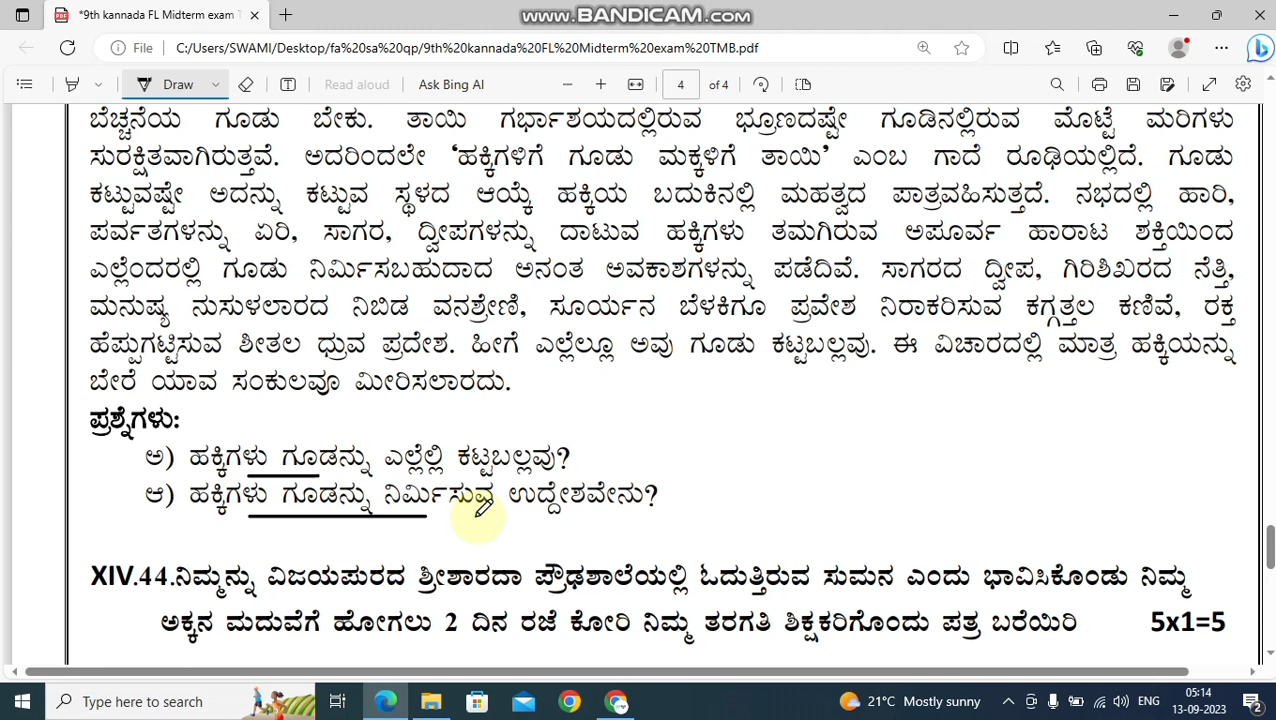 *9th kannada FL Midterm exam T
www.BANDICAM.com
File C:/Users/SWAMI/Desktop/fa%20sa%20qp/9th%20kannada%20FL%20Midterm%20exam%20TMB.pdf
Draw Read aloud Ask Bing AI 4 of 4
ಬೆಚ್ಚನೆಯ ಗೂಡು ಬೇಕು. ತಾಯಿ ಗರ್ಭಾಶಯದಲ್ಲಿರುವ ಭ್ರೂಣದಷ್ಟೇ ಗೂಡಿನಲ್ಲಿರುವ ಮೊಟ್ಟೆ ಮರಿಗಳು
ಸುರಕ್ಷಿತವಾಗಿರುತ್ತವೆ. ಅದರಿಂದಲೇ 'ಹಕ್ಕಿಗಳಿಗೆ ಗೂಡು ಮಕ್ಕಳಿಗೆ ತಾಯಿ' ಎಂಬ ಗಾದೆ ರೂಢಿಯಲ್ಲಿದೆ. ಗೂಡು
ಕಟ್ಟುವಷ್ಟೇ ಅದನ್ನು ಕಟ್ಟುವ ಸ್ಥಳದ ಆಯ್ಕೆ ಹಕ್ಕಿಯ ಬದುಕಿನಲ್ಲಿ ಮಹತ್ವದ ಪಾತ್ರವಹಿಸುತ್ತದೆ. ನಭದಲ್ಲಿ ಹಾರಿ,
ಪರ್ವತಗಳನ್ನು ಏರಿ, ಸಾಗರ, ದ್ವೀಪಗಳನ್ನು ದಾಟುವ ಹಕ್ಕಿಗಳು ತಮಗಿರುವ ಅಪೂರ್ವ ಹಾರಾಟ ಶಕ್ತಿಯಿಂದ
ಎಲ್ಲೆಂದರಲ್ಲಿ ಗೂಡು ನಿರ್ಮಿಸಬಹುದಾದ ಅನಂತ ಅವಕಾಶಗಳನ್ನು ಪಡೆದಿವೆ. ಸಾಗರದ ದ್ವೀಪ, ಗಿರಿಶಿಖರದ ನೆತ್ತಿ,
ಮನುಷ್ಯ ನುಸುಳಲಾರದ ನಿಬಿಡ ವನಶ್ರೇಣಿ, ಸೂರ್ಯನ ಬೆಳಕಿಗೂ ಪ್ರವೇಶ ನಿರಾಕರಿಸುವ ಕಗ್ಗತ್ತಲ ಕಣಿವೆ, ರಕ್ತ
ಹೆಪ್ಪುಗಟ್ಟಿಸುವ ಶೀತಲ ಧ್ರುವ ಪ್ರದೇಶ. ಹೀಗೆ ಎಲ್ಲೆಲ್ಲೂ ಅವು ಗೂಡು ಕಟ್ಟಬಲ್ಲವು. ಈ ವಿಚಾರದಲ್ಲಿ ಮಾತ್ರ ಹಕ್ಕಿಯನ್ನು
ಬೇರೆ ಯಾವ ಸಂಕುಲವೂ ಮೀರಿಸಲಾರದು.
ಪ್ರಶ್ನೆಗಳು:
ಅ) ಹಕ್ಕಿಗಳು ಗೂಡನ್ನು ಎಲ್ಲೆಲ್ಲಿ ಕಟ್ಟಬಲ್ಲವು?
ಆ) ಹಕ್ಕಿಗಳು ಗೂಡನ್ನು ನಿರ್ಮಿಸುವ ಉದ್ದೇಶವೇನು?
XIV.44.ನಿಮ್ಮನ್ನು ವಿಜಯಪುರದ ಶ್ರೀಶಾರದಾ ಪ್ರೌಢಶಾಲೆಯಲ್ಲಿ ಓದುತ್ತಿರುವ ಸುಮನ ಎಂದು ಭಾವಿಸಿಕೊಂಡು ನಿಮ್ಮ
ಅಕ್ಕನ ಮದುವೆಗೆ ಹೋಗಲು 2 ದಿನ ರಜೆ ಕೋರಿ ನಿಮ್ಮ ತರಗತಿ ಶಿಕ್ಷಕರಿಗೊಂದು ಪತ್ರ ಬರೆಯಿರಿ 5x1=5
Type here to search 21°C Mostly sunny ENG 05:14
13-09-2023 2